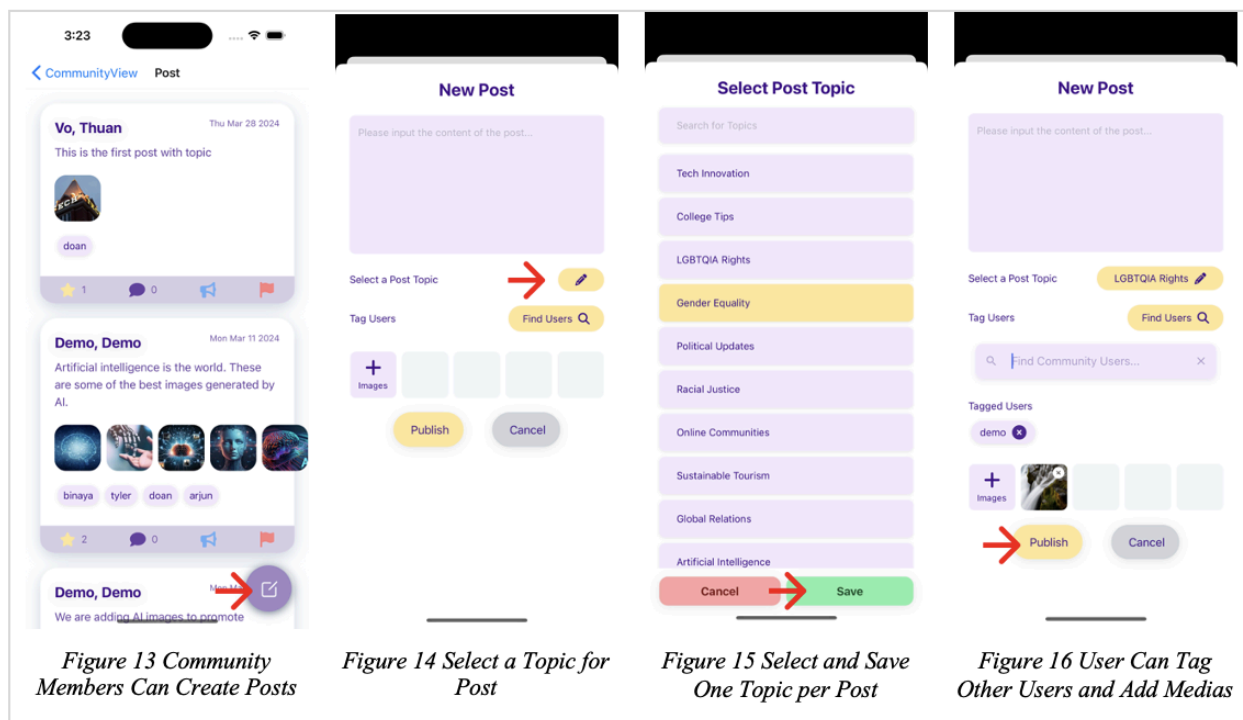 3:23
CommunityView Post
Vo, Thuan
Thu Mar 28 2024
This is the first post with topic
doan
1 0
Demo, Demo
Mon Mar 11 2024
Artificial intelligence is the world. These
are some of the best images generated by
AI.
binaya tyler doan arjun
2 0
Demo, Demo
We are adding AI images to promote
Figure 13 Community
Members Can Create Posts
New Post
Please input the content of the post...
Select a Post Topic
Tag Users
Find Users
+
Images
Publish Cancel
Figure 14 Select a Topic for
Post
Select Post Topic
Search for Topics
Tech Innovation
College Tips
LGBTQIA Rights
Gender Equality
Political Updates
Racial Justice
Online Communities
Sustainable Tourism
Global Relations
Artificial Intelligence
Cancel Save
Figure 15 Select and Save
One Topic per Post
New Post
Please input the content of the post...
Select a Post Topic
LGBTQIA Rights
Tag Users
Find Users
Find Community Users...
Tagged Users
demo
+
Images
Publish Cancel
Figure 16 User Can Tag
Other Users and Add Medias